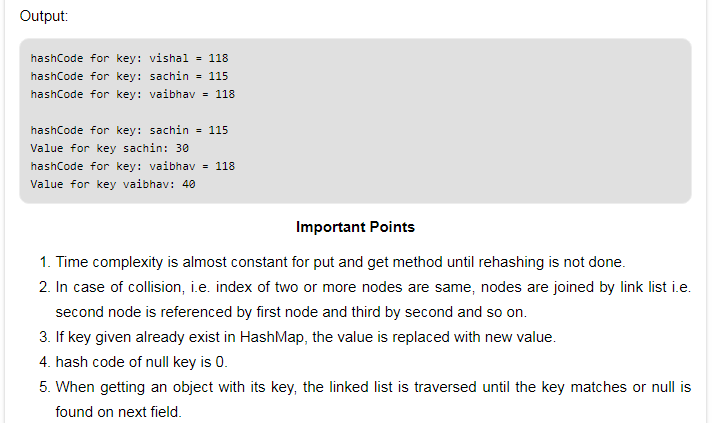 Output:
hashCode for key: vishal = 118
hashCode for key: sachin = 115
hashCode for key: vaibhav = 118
hashCode for key: sachin = 115
Value for key sachin: 30
hashCode for key: vaibhav = 118
Value for key vaibhav: 40
Important Points
1. Time complexity is almost constant for put and get method until rehashing is not done.
2. In case of collision, i.e. index of two or more nodes are same, nodes are joined by link list i.e.
second node is referenced by first node and third by second and so on.
3. If key given already exist in HashMap, the value is replaced with new value.
4. hash code of null key is 0.
5. When getting an object with its key, the linked list is traversed until the key matches or null is
found on next field.